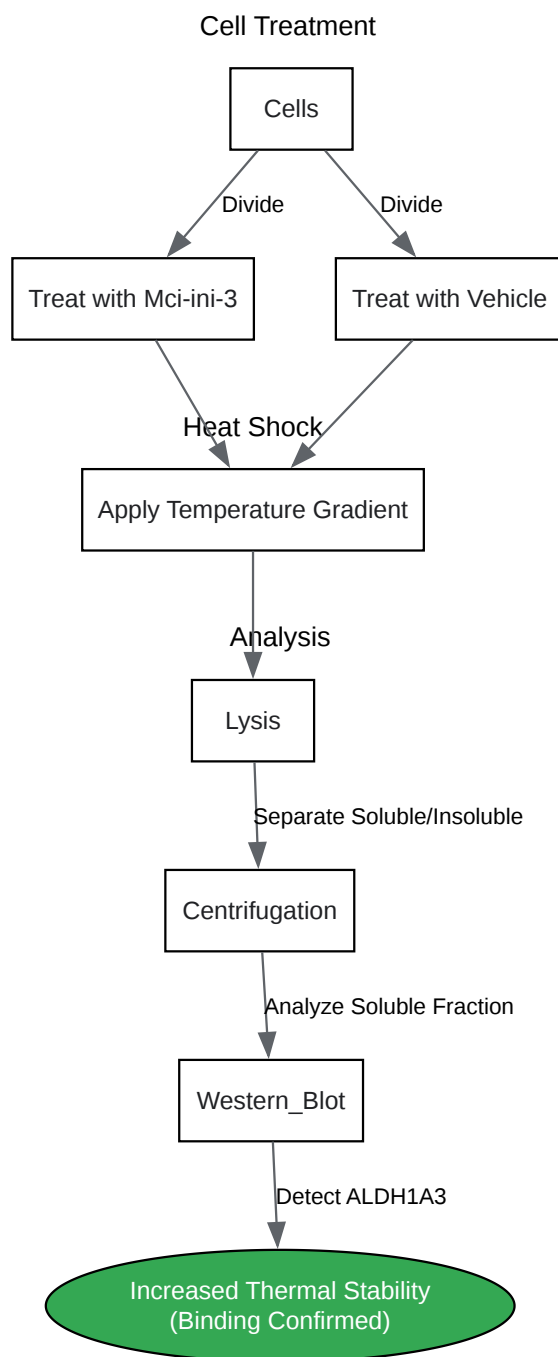 Cell Treatment
Cells
Divide
Divide
Treat with Mci-ini-3
Treat with Vehicle
Heat Shock
Apply Temperature Gradient
Analysis
Lysis
Separate Soluble/Insoluble
Centrifugation
Analyze Soluble Fraction
Western_Blot
Detect ALDH1A3
Increased Thermal Stability
(Binding Confirmed)